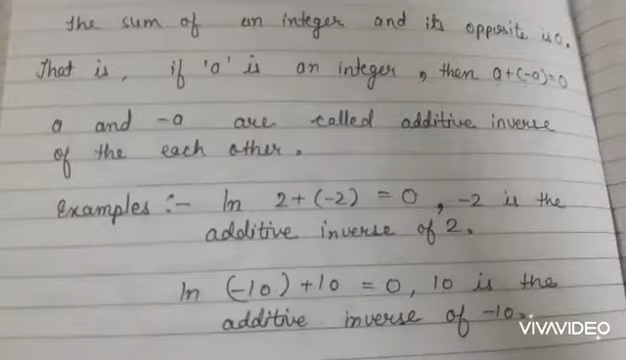 The sum of an integer and its opposite is 0.
That is, if 'a' is an integer, then a+(-a)=0
a and -a are called additive inverse
of the each other.
Examples :- In 2+(-2) = 0, -2 is the
additive inverse of 2.
In (-10) +10 = 0, 10 is the
additive inverse of -10.
VIVAVIDEO